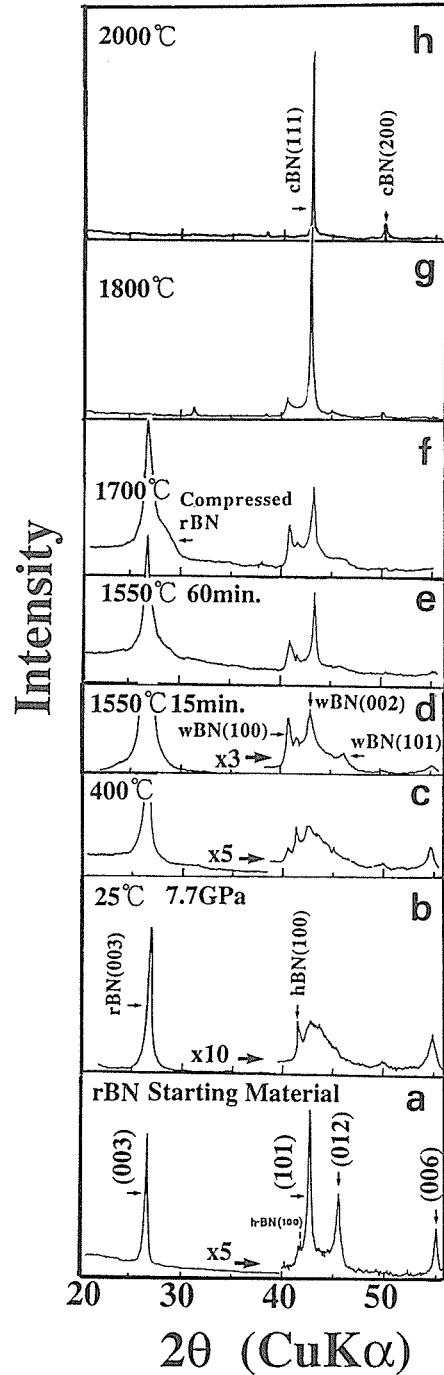 2000℃
h
cBN(111)
cBN(200)
1800℃
g
f
1700℃
Compressed
rBN
1550℃ 60min.
e
1550℃ 15min.
d
wBN(002)
wBN(100)
wBN(101)
x3
400℃
c
x5
25℃ 7.7GPa
b
rBN(003)
hBN(100)
x10
rBN Starting Material
a
(003)
(101)
(012)
(006)
h-BN(100)
x5
20 30 40 50
2θ (CuKα)
Intensity